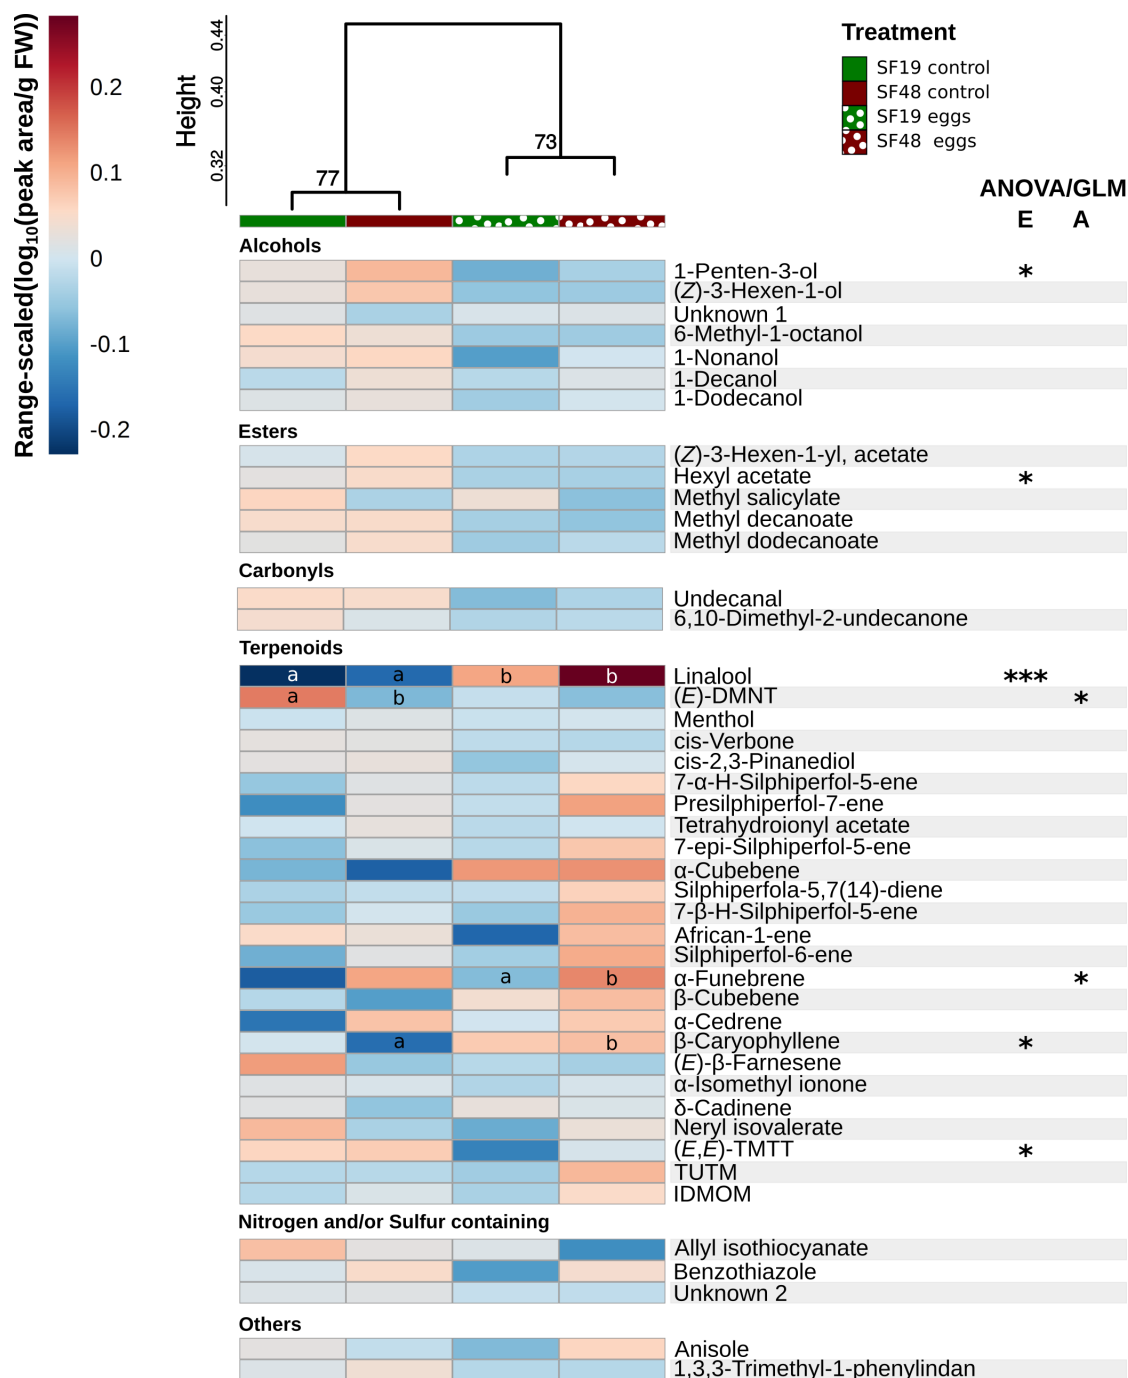 Range-scaled(log10(peak area/g FW))
0.2
0.1
0
-0.1
-0.2
Height
0.44
0.40
0.32
77
73
Treatment
SF19 control
SF48 control
SF19 eggs
SF48 eggs
ANOVA/GLM
E A
Alcohols
1-Penten-3-ol *
(Z)-3-Hexen-1-ol
Unknown 1
6-Methyl-1-octanol
1-Nonanol
1-Decanol
1-Dodecanol
Esters
(Z)-3-Hexen-1-yl, acetate
Hexyl acetate *
Methyl salicylate
Methyl decanoate
Methyl dodecanoate
Carbonyls
Undecanal
6,10-Dimethyl-2-undecanone
Terpenoids
a a b b Linalool ***
a b (E)-DMNT *
Menthol
cis-Verbone
cis-2,3-Pinanediol
7-α-H-Silphiperfol-5-ene
Presilphiperfol-7-ene
Tetrahydroionyl acetate
7-epi-Silphiperfol-5-ene
α-Cubebene
Silphiperfola-5,7(14)-diene
7-β-H-Silphiperfol-5-ene
African-1-ene
Silphiperfol-6-ene
a b α-Funebrene *
β-Cubebene
α-Cedrene
a b β-Caryophyllene *
(E)-β-Farnesene
α-Isomethyl ionone
δ-Cadinene
Neryl isovalerate
(E,E)-TMTT *
TUTM
IDMOM
Nitrogen and/or Sulfur containing
Allyl isothiocyanate
Benzothiazole
Unknown 2
Others
Anisole
1,3,3-Trimethyl-1-phenylindan